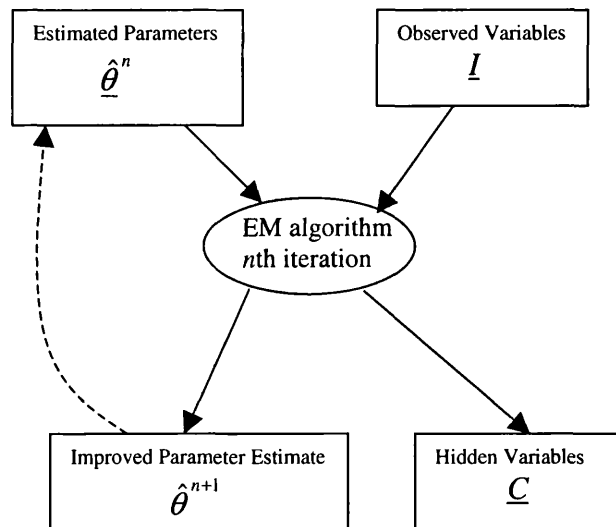 Estimated Parameters
θ̂ⁿ
Observed Variables
I
EM algorithm
nth iteration
Improved Parameter Estimate
θ̂ⁿ⁺¹
Hidden Variables
C